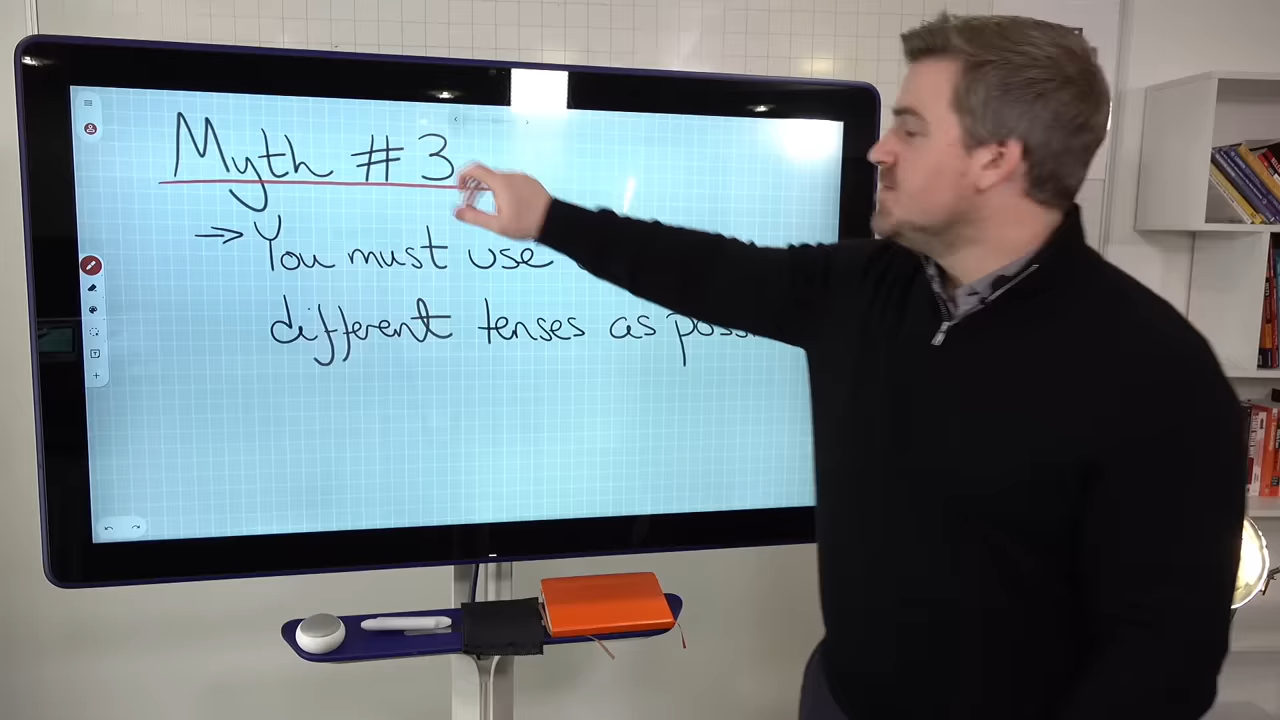 Myth #3
→ You must use
different tenses as